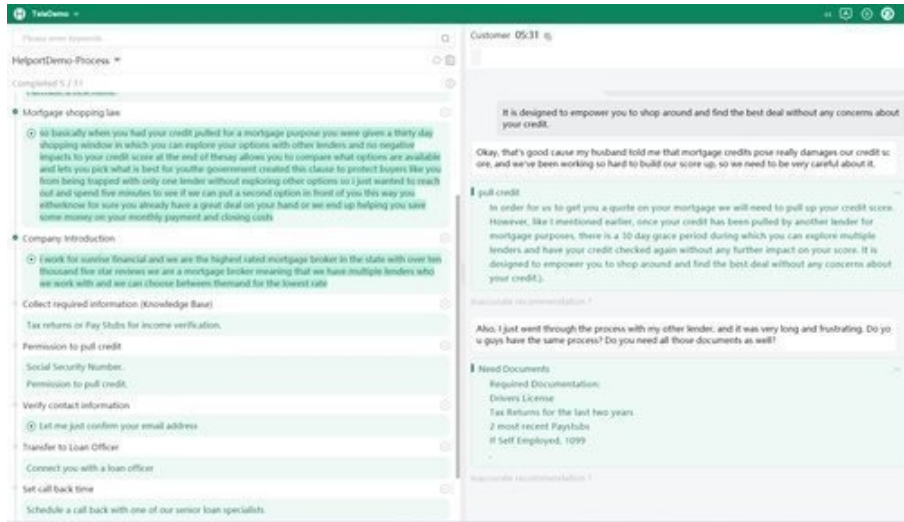 TeleDemo
Please enter keywords
HelportDemo-Process
Completed 5 / 11
Mortgage shopping law
so basically when you had your credit pulled for a mortgage purpose you were given a thirty day
shopping window in which you can explore your options with other lenders and no negative
impacts to your credit score at the end of thesay allows you to compare what options are available
and lets you pick what is best for youthe government created this clause to protect buyers like you
from being trapped with only one lender without exploring other options so i just wanted to reach
out and spend five minutes to see if we can put a second option in front of you this way you
eitherknow for sure you already have a great deal on your hand or we end up helping you save
some money on your monthly payment and closing costs
Company Introduction
i work for sunrise financial and we are the highest rated mortgage broker in the state with over ten
thousand five star reviews we are a mortgage broker meaning that we have multiple lenders who
we work with and we can choose between themand for the lowest rate
Collect required information (Knowledge Base)
Tax returns or Pay Stubs for income verification.
Permission to pull credit
Social Security Number.
Permission to pull credit.
Verify contact information
Let me just confirm your email address
Transfer to Loan Officer
Connect you with a loan officer
Set call back time
Schedule a call back with one of our senior loan specialists
Customer 05:31
It is designed to empower you to shop around and find the best deal without any concerns about
your credit.
Okay, that's good cause my husband told me that mortgage credits pose really damages our credit sc
ore, and we've been working so hard to build our score up, so we need to be very careful about it.
pull credit
In order for us to get you a quote on your mortgage we will need to pull up your credit score.
However, like I mentioned earlier, once your credit has been pulled by another lender for
mortgage purposes, there is a 30 day grace period during which you can explore multiple
lenders and have your credit checked again without any further impact on your score. It is
designed to empower you to shop around and find the best deal without any concerns about
your credit.).
Inaccurate recommendation ?
Also, I just went through the process with my other lender, and it was very long and frustrating. Do yo
u guys have the same process? Do you need all those documents as well?
Need Documents
Required Documentation:
Drivers License
Tax Returns for the last two years
2 most recent Paystubs
If Self Employed, 1099
.
Inaccurate recommendation ?